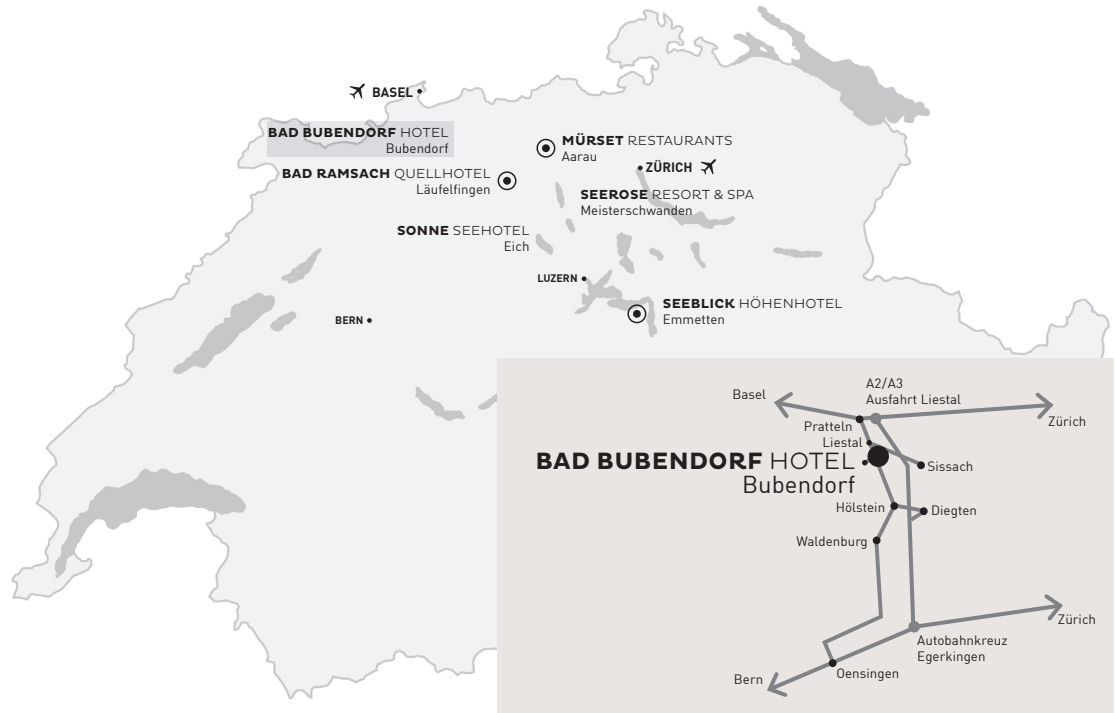 BASEL
BAD BUBENDORF HOTEL
Bubendorf
MÜRSET RESTAURANTS
Aarau
ZÜRICH
BAD RAMSACH QUELLHOTEL
Läufelfingen
SEEROSE RESORT & SPA
Meisterschwanden
SONNE SEEHOTEL
Eich
LUZERN
SEEBLICK HÖHENHOTEL
Emmetten
BERN
A2/A3
Ausfahrt Liestal
Basel
Zürich
Pratteln
Liestal
BAD BUBENDORF HOTEL
Bubendorf
Sissach
Hölstein
Diegten
Waldenburg
Zürich
Autobahnkreuz
Egerkingen
Oensingen
Bern